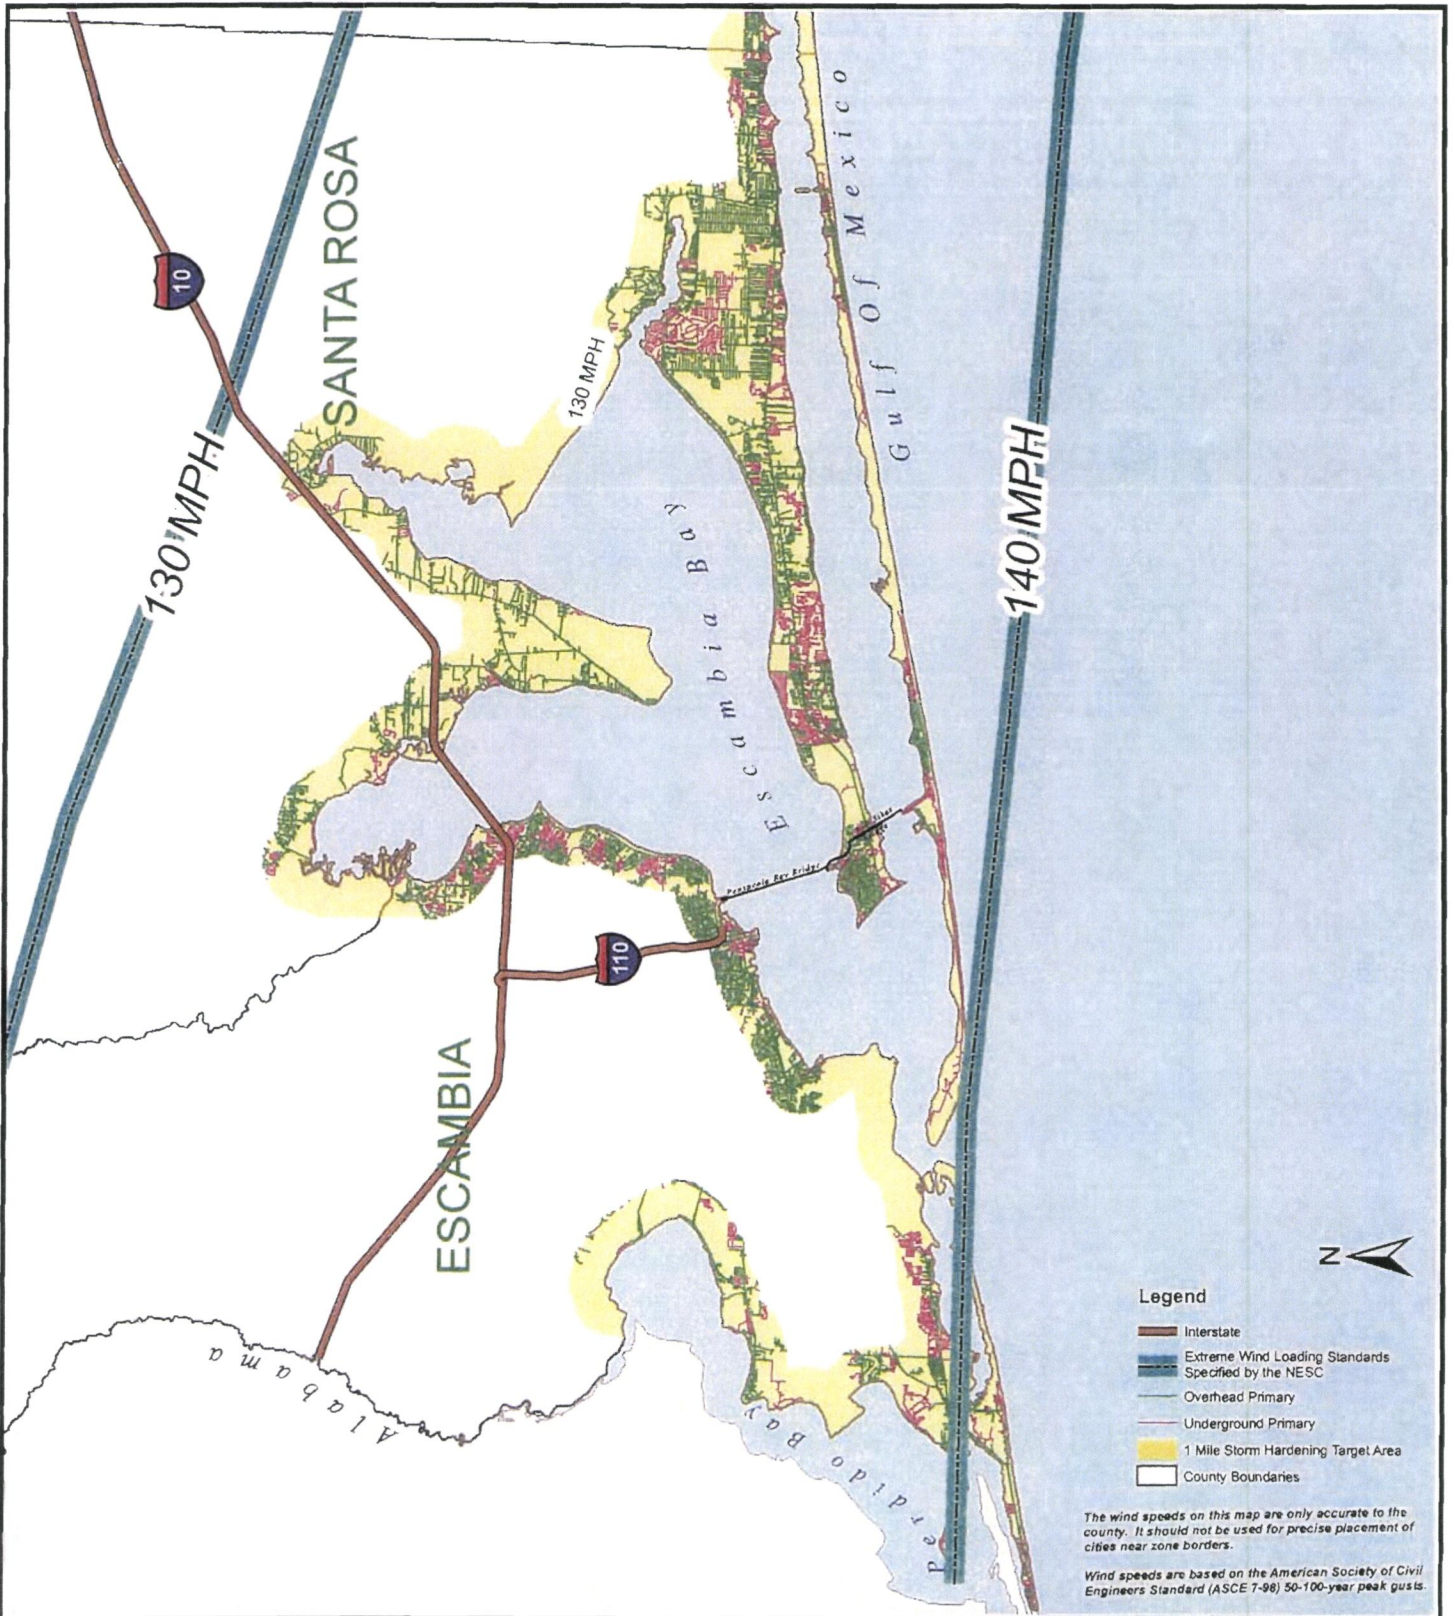 10
SANTA ROSA
130 MPH
130 MPH
Gulf Of Mexico
140 MPH
Escambia Bay
Pensacola Bay Bridge
110
ESCAMBIA
Alabama
Perdido Bay
N
Legend
Interstate
Extreme Wind Loading Standards
Specified by the NESC
Overhead Primary
Underground Primary
1 Mile Storm Hardening Target Area
County Boundaries
The wind speeds on this map are only accurate to the
county. It should not be used for precise placement of
cities near zone borders.
Wind speeds are based on the American Society of Civil
Engineers Standard (ASCE 7-98) 50-100-year peak gusts.